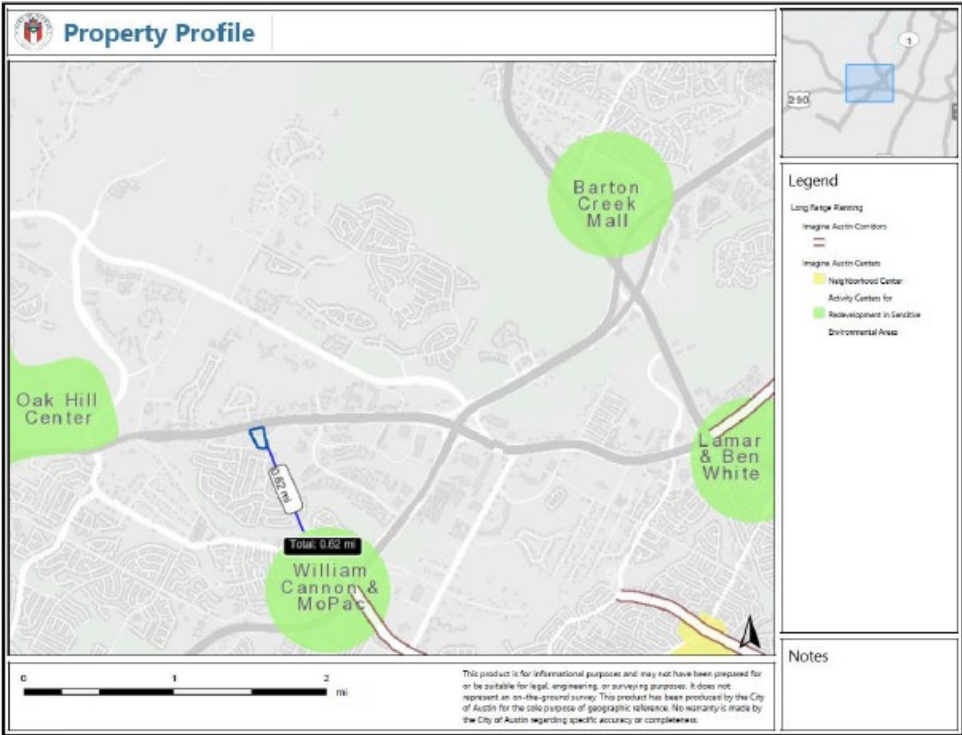 Property Profile
1
290
Barton
Creek
Mall
Oak Hill
Center
Lamar
& Ben
White
0.62 mi
Total: 0.62 mi
William
Cannon &
MoPac
Legend
Long Range Planning
Imagine Austin Corridors
Imagine Austin Centers
Neighborhood Center
Activity Centers for
Redevelopment in Sensitive
Environmental Areas
0 1 2
mi
This product is for informational purposes and may not have been prepared for
or be suitable for legal, engineering, or surveying purposes. It does not
represent an on-the-ground survey. This product has been produced by the City
of Austin for the sole purpose of geographic reference. No warranty is made by
the City of Austin regarding specific accuracy or completeness.
Notes